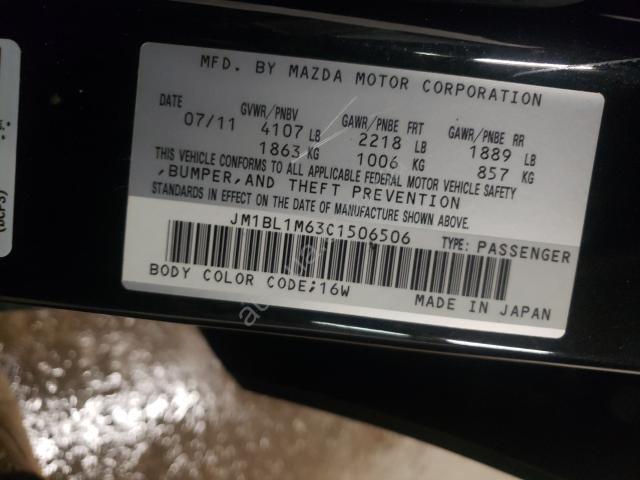 MFD. BY MAZDA MOTOR CORPORATION
DATE GVWR/PNBV GAWR/PNBE FRT GAWR/PNBE RR
07/11 4107 LB 2218 LB 1889 LB
1863 KG 1006 KG 857 KG
THIS VEHICLE CONFORMS TO ALL APPLICABLE FEDERAL MOTOR VEHICLE SAFETY
,BUMPER,AND THEFT PREVENTION
STANDARDS IN EFFECT ON THE DATE OF MANUFACTURE SHOWN ABOVE.
JM1BL1M63C1506506 TYPE: PASSENGER
BODY COLOR CODE;16W MADE IN JAPAN
(BCPS)